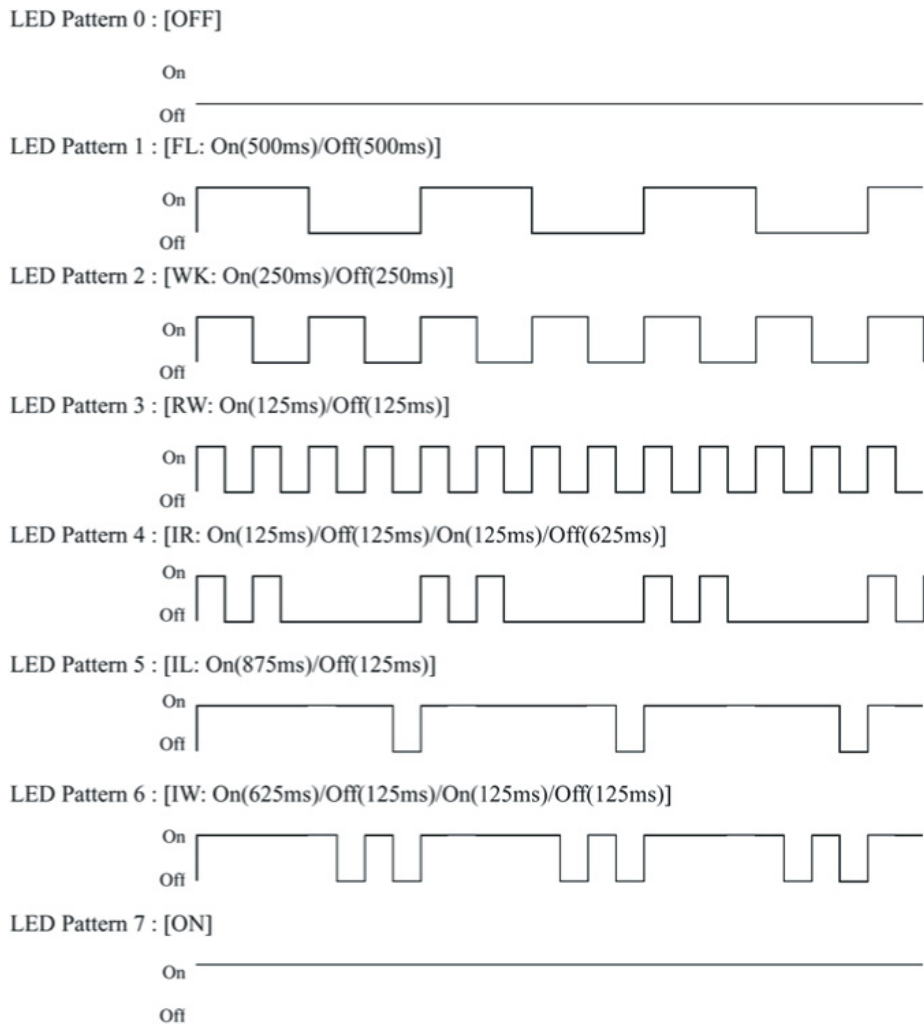 LED Pattern 0 : [OFF]
On
Off
LED Pattern 1 : [FL: On(500ms)/Off(500ms)]
On
Off
LED Pattern 2 : [WK: On(250ms)/Off(250ms)]
On
Off
LED Pattern 3 : [RW: On(125ms)/Off(125ms)]
On
Off
LED Pattern 4 : [IR: On(125ms)/Off(125ms)/On(125ms)/Off(625ms)]
On
Off
LED Pattern 5 : [IL: On(875ms)/Off(125ms)]
On
Off
LED Pattern 6 : [IW: On(625ms)/Off(125ms)/On(125ms)/Off(125ms)]
On
Off
LED Pattern 7 : [ON]
On
Off